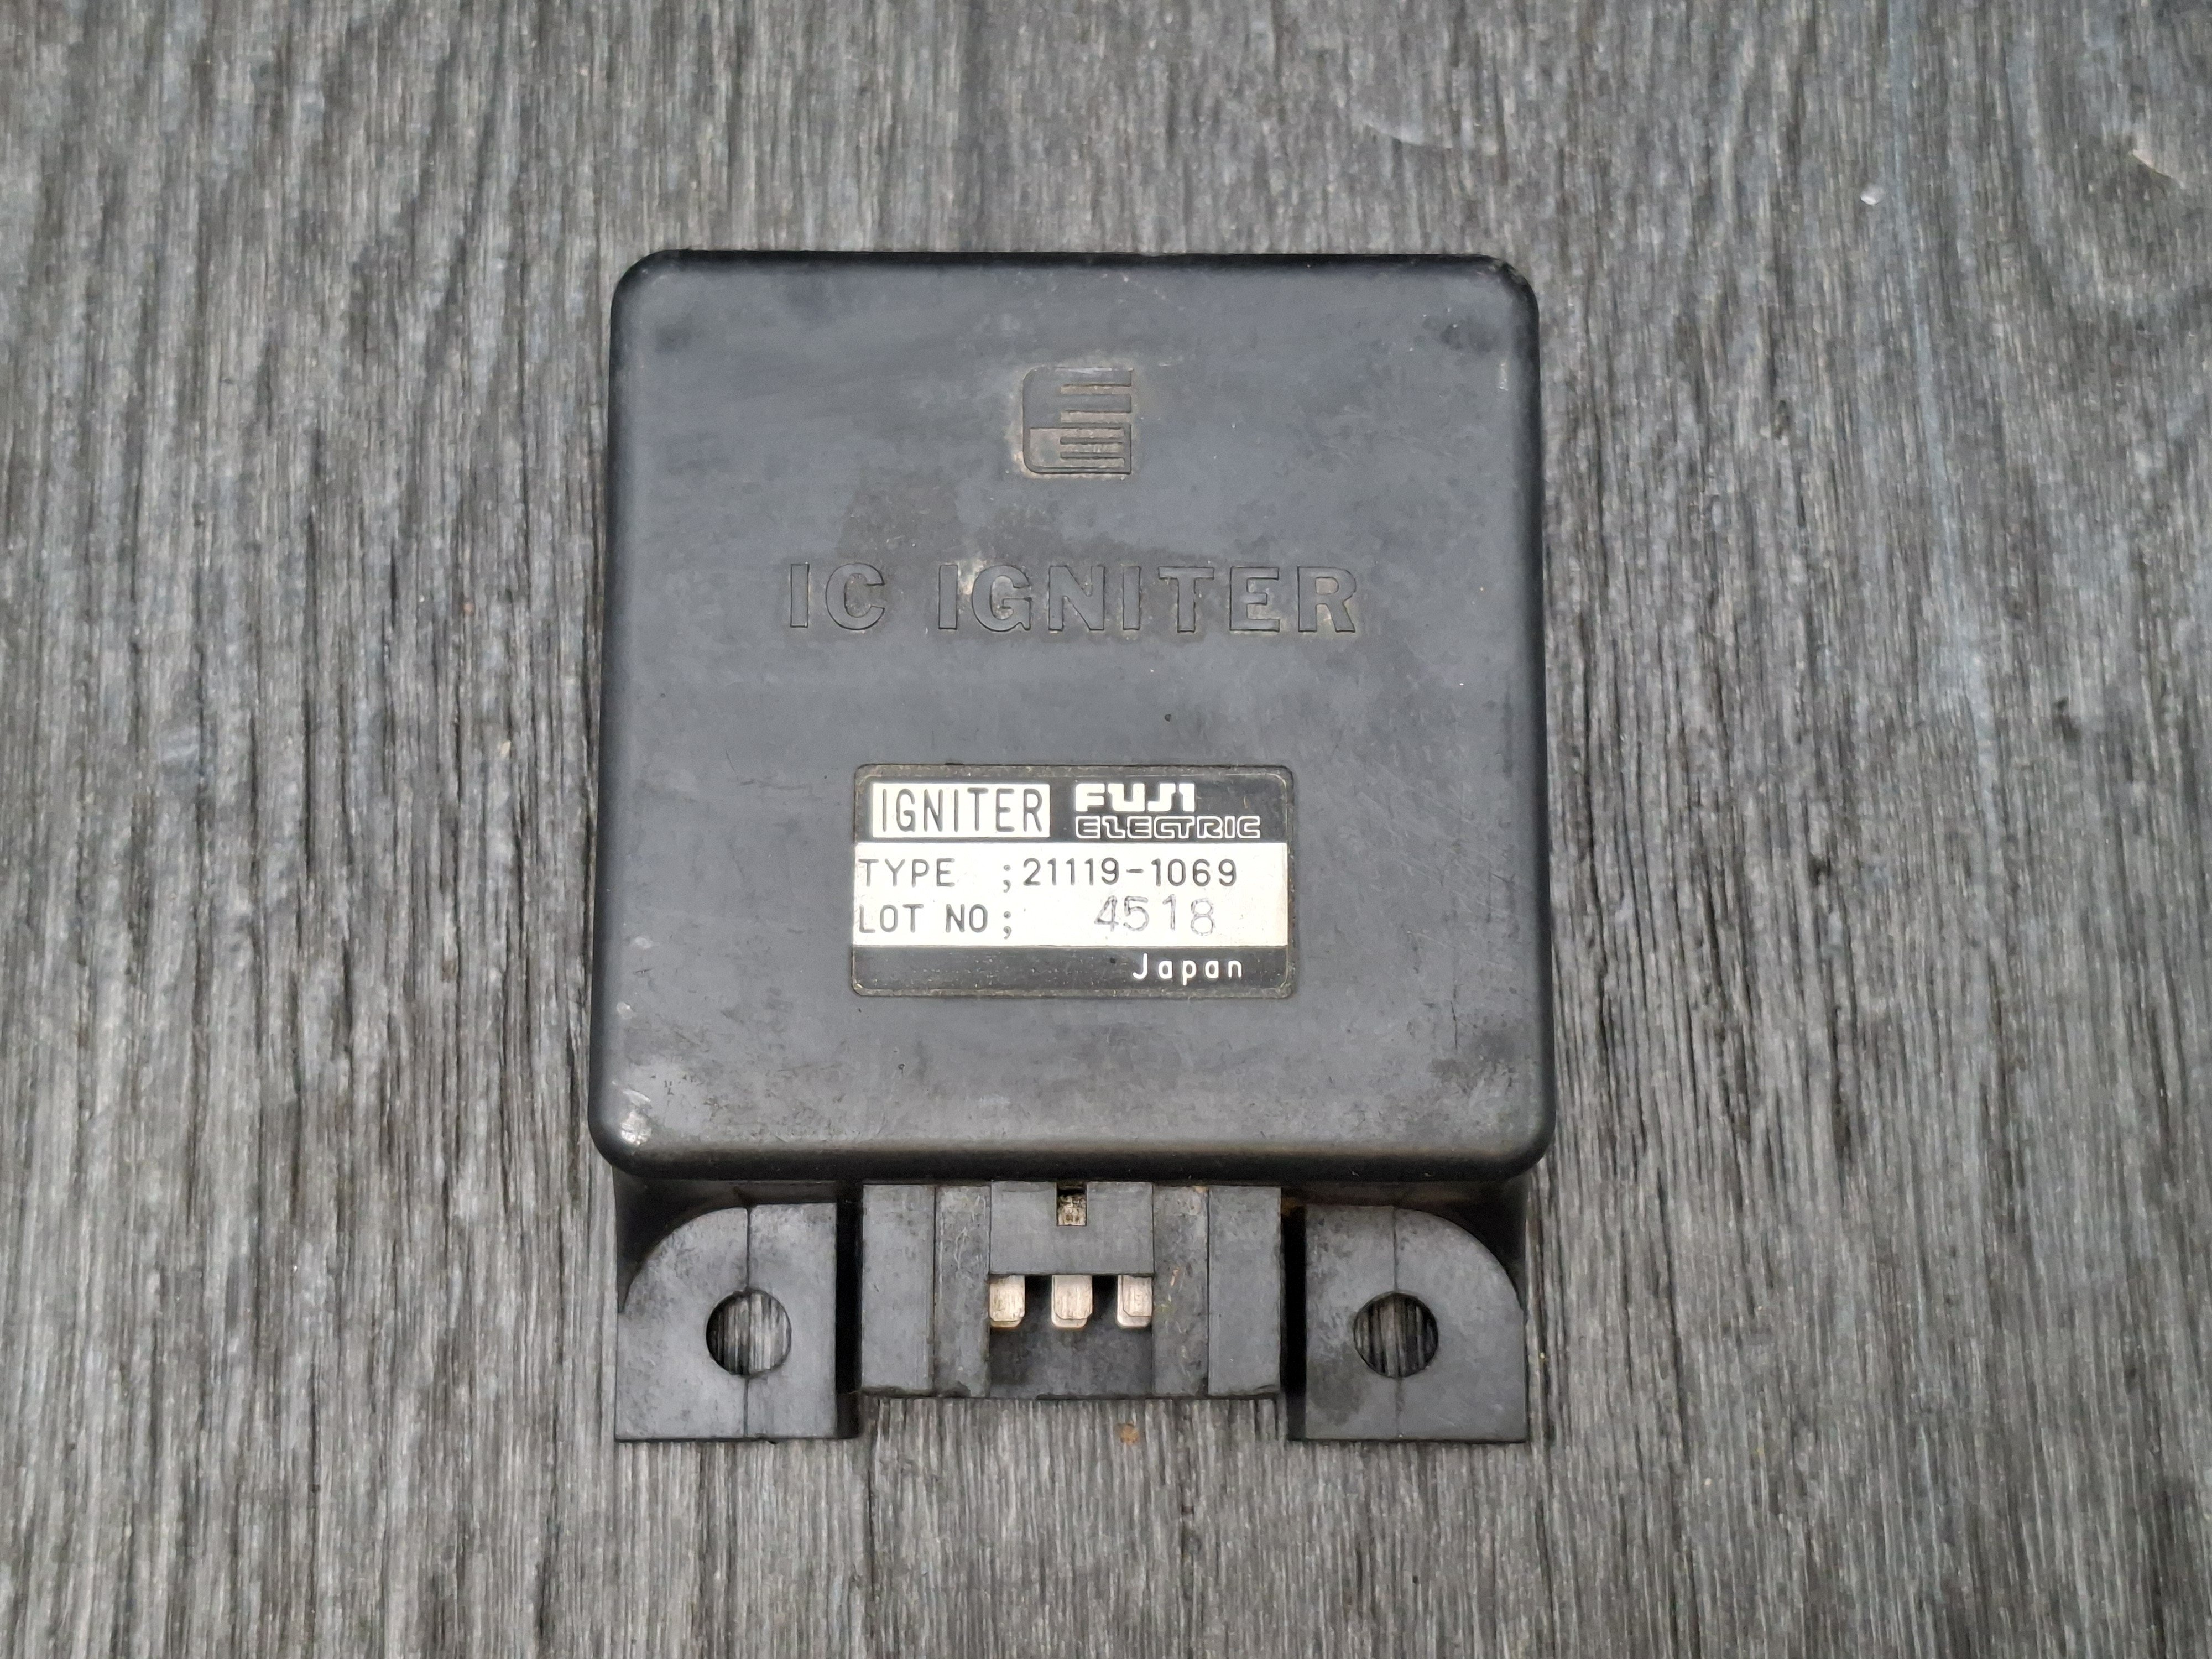 IC IGNITER
IGNITER FUJI ELECTRIC
TYPE ; 21119-1069
LOT NO ; 4518
Japan